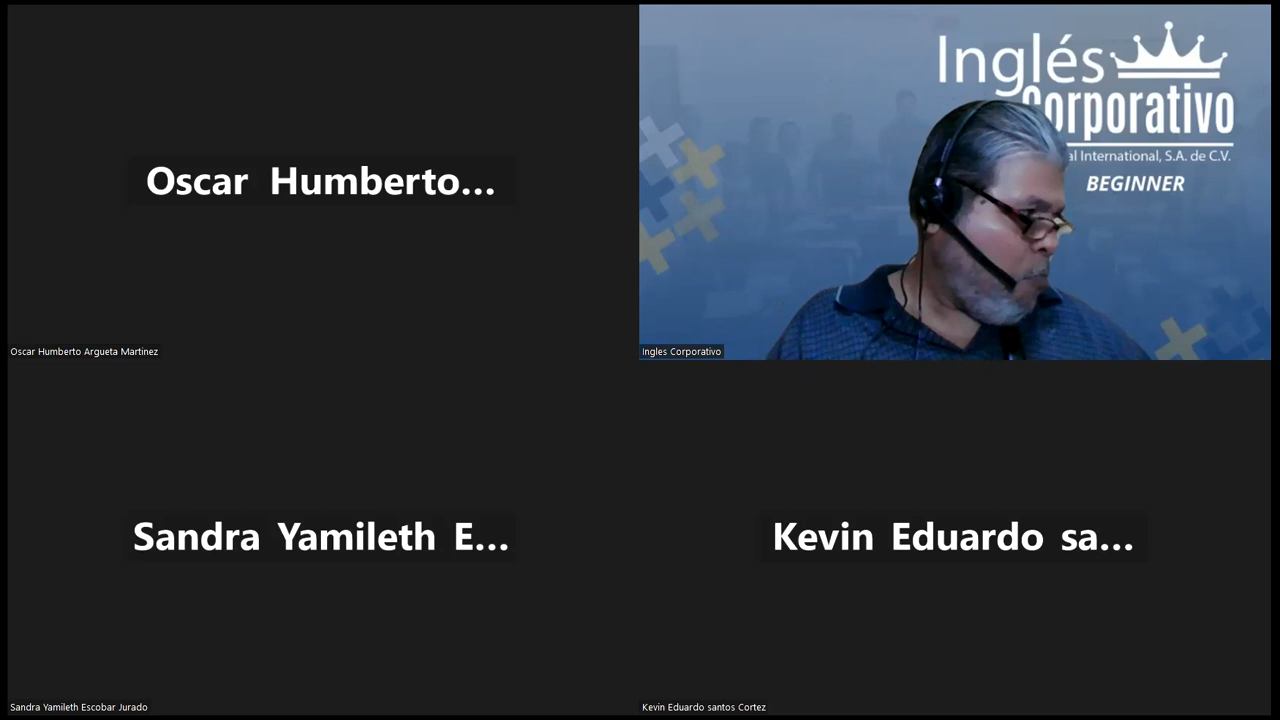 Oscar Humberto...
Oscar Humberto Argueta Martinez
Inglés
Corporativo
al International, S.A. de C.V.
BEGINNER
Ingles Corporativo
Sandra Yamileth E...
Sandra Yamileth Escobar Jurado
Kevin Eduardo sa...
Kevin Eduardo santos Cortez